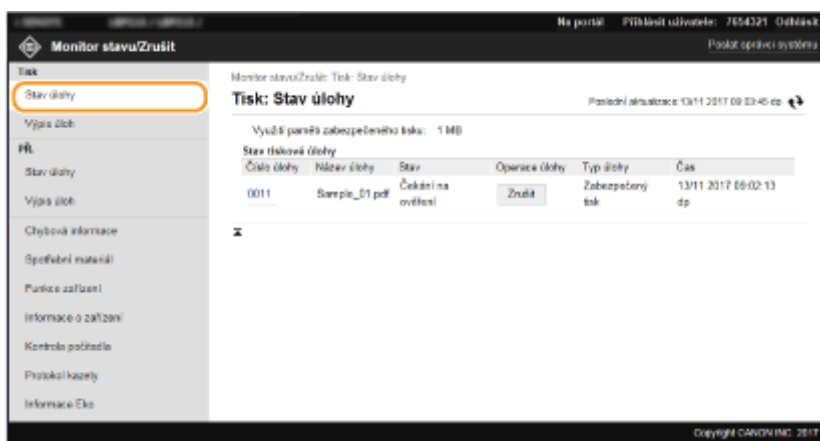 Na portál Přihlásit uživatele: 7654321 Odhlásit
Monitor stavu/Zrušit
Poslat správci systému
Tisk
Stav úlohy
Výpis úloh
Příj.
Stav úlohy
Výpis úloh
Chybová informace
Spotřební materiál
Funkce zařízení
Informace o zařízení
Kontrola počitadla
Protokol kazety
Informace Eko
Monitor stavu/Zrušit: Tisk: Stav úlohy
Tisk: Stav úlohy
Poslední aktualizace: 13/11 2017 09:03:45 dp
Využití paměti zabezpečeného tisku: 1 MB
Stav tiskové úlohy
Číslo úlohy Název úlohy Stav Operace úlohy Typ úlohy Čas
0011 Sample_01.pdf Čekání na ověření Zrušit Zabezpečený tisk 13/11 2017 09:02:13 dp
Copyright CANON INC. 2017